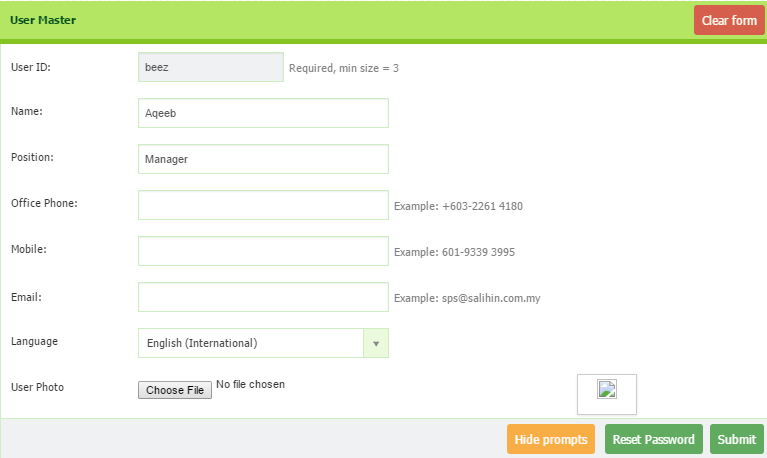 User Master Clear form
User ID: beez Required, min size = 3
Name: Aqeeb
Position: Manager
Office Phone: Example: +603-2261 4180
Mobile: Example: 601-9339 3995
Email: Example: sps@salihin.com.my
Language English (International)
User Photo Choose File No file chosen
Hide prompts Reset Password Submit